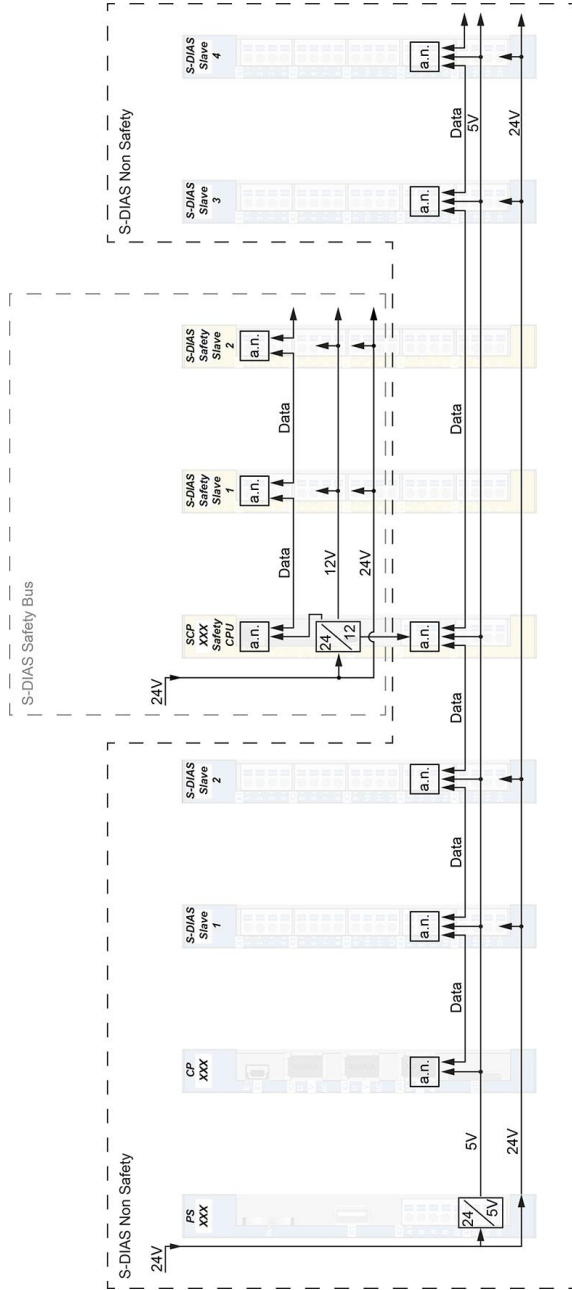 S-DIAS Non Safety
24V
PS
XXX
24
5V
5V
24V
CP
XXX
a.n.
Data
S-DIAS
Slave
1
a.n.
Data
S-DIAS
Slave
2
a.n.
Data
S-DIAS Safety Bus
24V
SCP
XXX
Safety
CPU
a.n.
24
12
a.n.
Data
12V
24V
S-DIAS
Safety
Slave
1
a.n.
Data
S-DIAS
Safety
Slave
2
a.n.
Data
S-DIAS Non Safety
S-DIAS
Slave
3
a.n.
Data
5V
24V
S-DIAS
Slave
4
a.n.